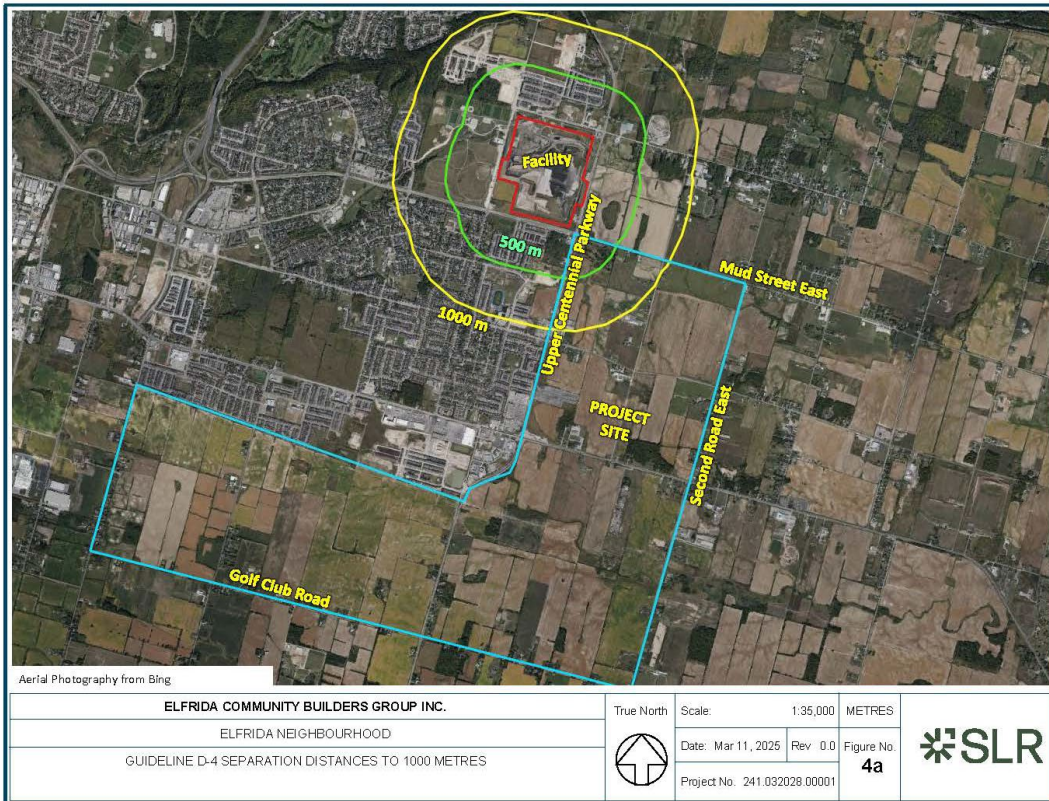 Facility
500 m
Upper Centennial Parkway
Mud Street East
1000 m
PROJECT
SITE
Second Road East
Golf Club Road
Aerial Photography from Bing
ELFRIDA COMMUNITY BUILDERS GROUP INC.
ELFRIDA NEIGHBOURHOOD
GUIDELINE D-4 SEPARATION DISTANCES TO 1000 METRES
True North
Scale: 1:35,000 METRES
Date: Mar 11, 2025 Rev 0.0 Figure No.
4a
Project No. 241.032028.00001
SLR